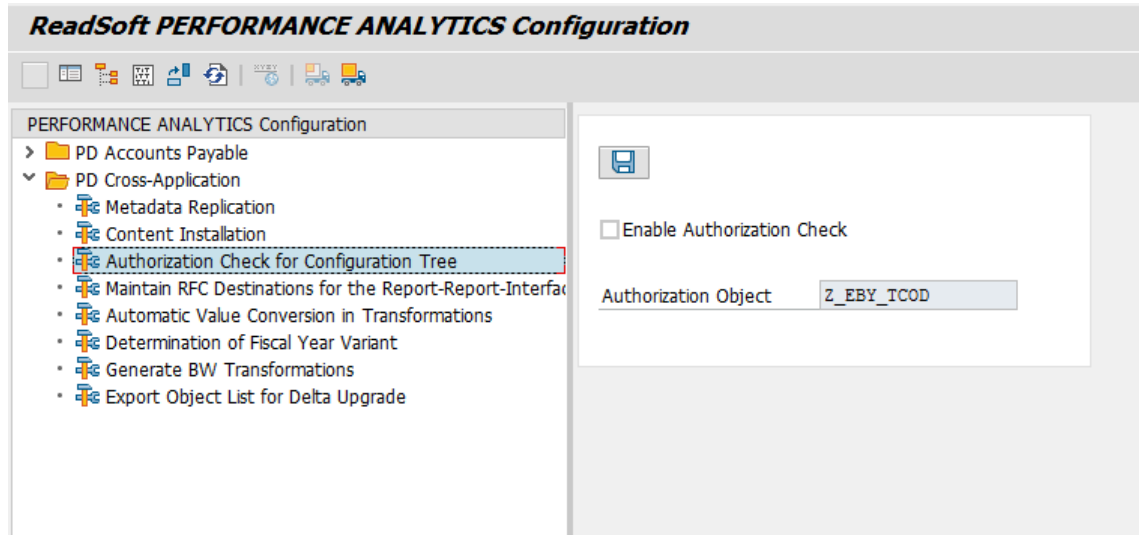 ReadSoft PERFORMANCE ANALYTICS Configuration
PERFORMANCE ANALYTICS Configuration
PD Accounts Payable
PD Cross-Application
Metadata Replication
Content Installation
Authorization Check for Configuration Tree
Maintain RFC Destinations for the Report-Report-Interfac
Automatic Value Conversion in Transformations
Determination of Fiscal Year Variant
Generate BW Transformations
Export Object List for Delta Upgrade
Enable Authorization Check
Authorization Object Z_EBY_TCOD